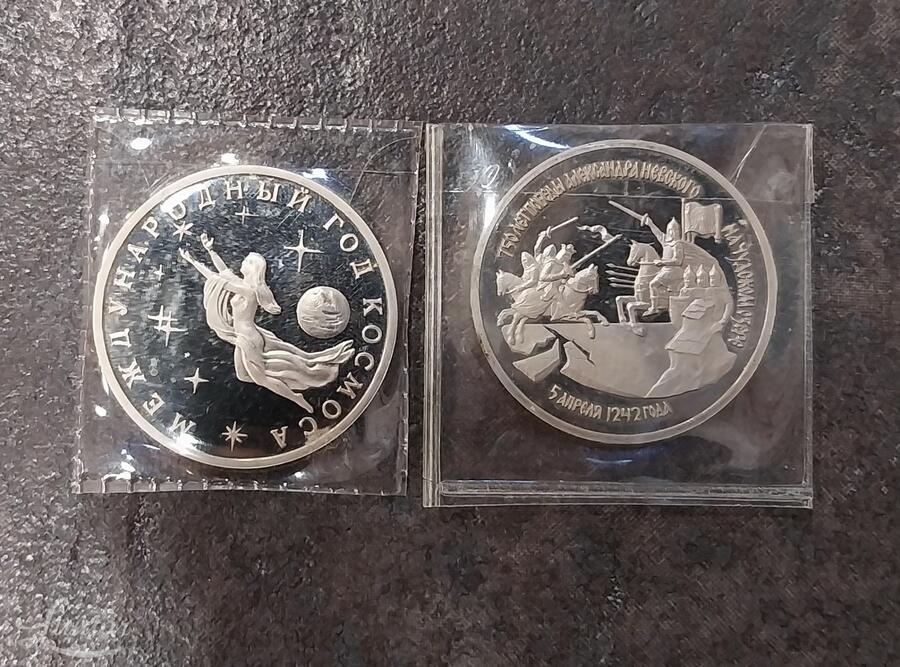 МЕЖДУНАРОДНЫЙ ГОД КОСМОСА
750 ЛЕТ ПОБЕДЫ АЛЕКСАНДРА НЕВСКОГО
НА ЧУДСКОМ ОЗЕРЕ
5 АПРЕЛЯ 1242 ГОДА